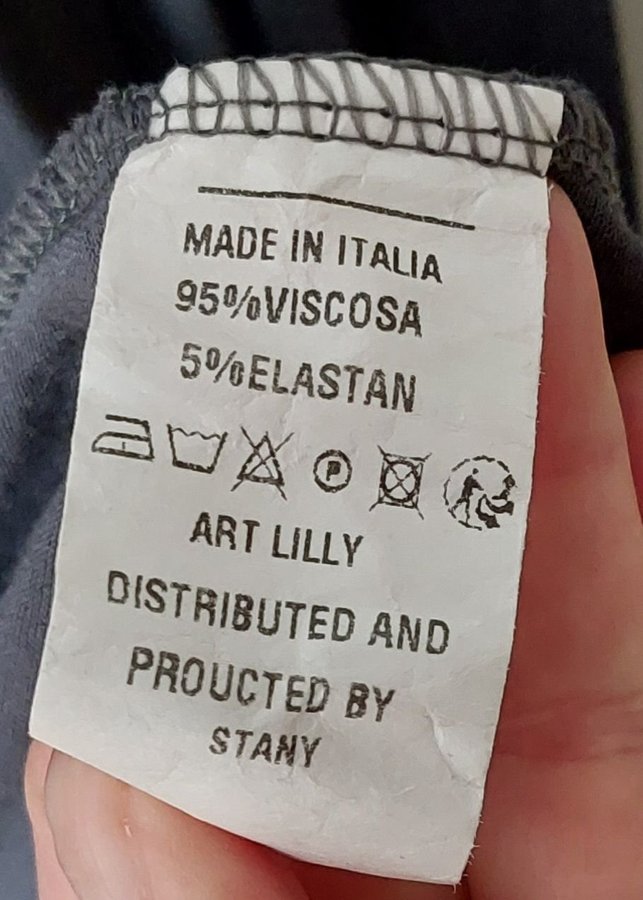 MADE IN ITALIA
95%VISCOSA
5%ELASTAN
P
ART LILLY
DISTRIBUTED AND
PROUCTED BY
STANY